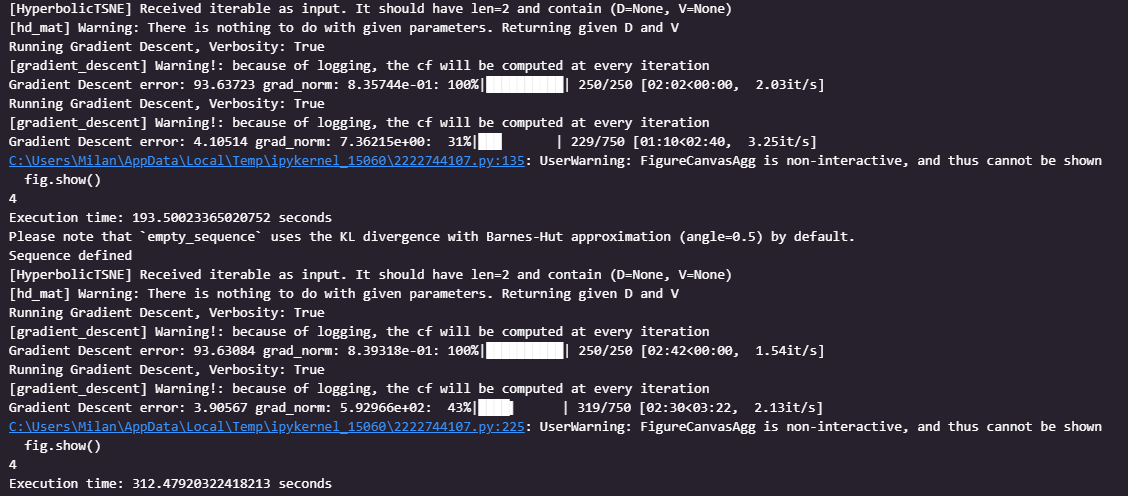 [HyperbolicTSNE] Received iterable as input. It should have len=2 and contain (D=None, V=None)
[hd_mat] Warning: There is nothing to do with given parameters. Returning given D and V
Running Gradient Descent, Verbosity: True
[gradient_descent] Warning!: because of logging, the cf will be computed at every iteration
Gradient Descent error: 93.63723 grad_norm: 8.35744e-01: 100%|██████████| 250/250 [02:02<00:00,  2.03it/s]
Running Gradient Descent, Verbosity: True
[gradient_descent] Warning!: because of logging, the cf will be computed at every iteration
Gradient Descent error: 4.10514 grad_norm: 7.36215e+00:  31%|███       | 229/750 [01:10<02:40,  3.25it/s]
C:\Users\Milan\AppData\Local\Temp\ipykernel_15060\2222744107.py:135: UserWarning: FigureCanvasAgg is non-interactive, and thus cannot be shown
  fig.show()
4
Execution time: 193.50023365020752 seconds
Please note that `empty_sequence` uses the KL divergence with Barnes-Hut approximation (angle=0.5) by default.
Sequence defined
[HyperbolicTSNE] Received iterable as input. It should have len=2 and contain (D=None, V=None)
[hd_mat] Warning: There is nothing to do with given parameters. Returning given D and V
Running Gradient Descent, Verbosity: True
[gradient_descent] Warning!: because of logging, the cf will be computed at every iteration
Gradient Descent error: 93.63084 grad_norm: 8.39318e-01: 100%|██████████| 250/250 [02:42<00:00,  1.54it/s]
Running Gradient Descent, Verbosity: True
[gradient_descent] Warning!: because of logging, the cf will be computed at every iteration
Gradient Descent error: 3.90567 grad_norm: 5.92966e+02:  43%|████▎     | 319/750 [02:30<03:22,  2.13it/s]
C:\Users\Milan\AppData\Local\Temp\ipykernel_15060\2222744107.py:225: UserWarning: FigureCanvasAgg is non-interactive, and thus cannot be shown
  fig.show()
4
Execution time: 312.47920322418213 seconds